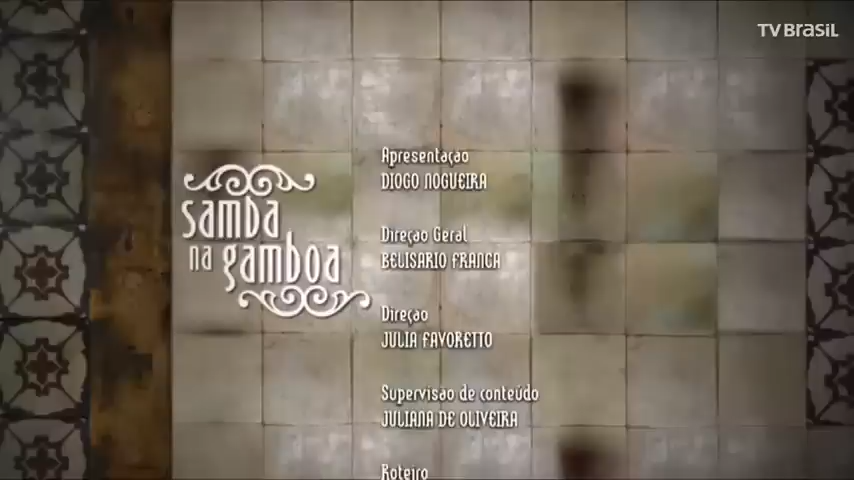 TV BRASIL
samba
na gamboa
Apresentação
DIOGO NOGUEIRA
Direção Geral
BELISARIO FRANCA
Direção
JULIA FAVORETTO
Supervisão de conteúdo
JULIANA DE OLIVEIRA
Roteiro